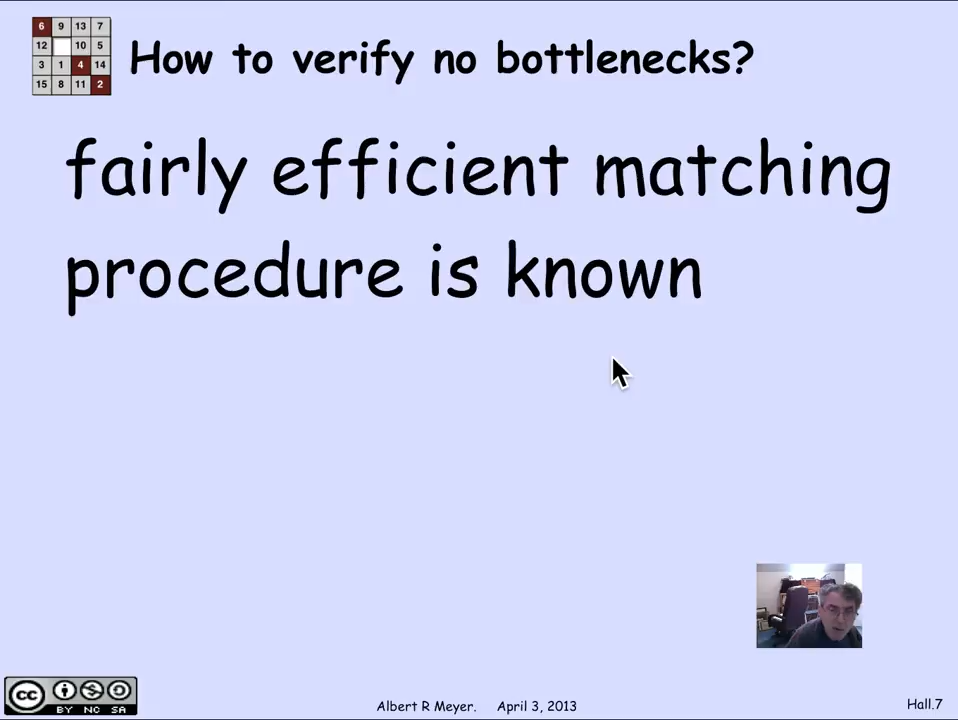 6 9 13 7
12 10 5
3 1 4 14
15 8 11 2
How to verify no bottlenecks?
fairly efficient matching
procedure is known
cc
BY NC SA
Albert R Meyer. April 3, 2013
Hall.7